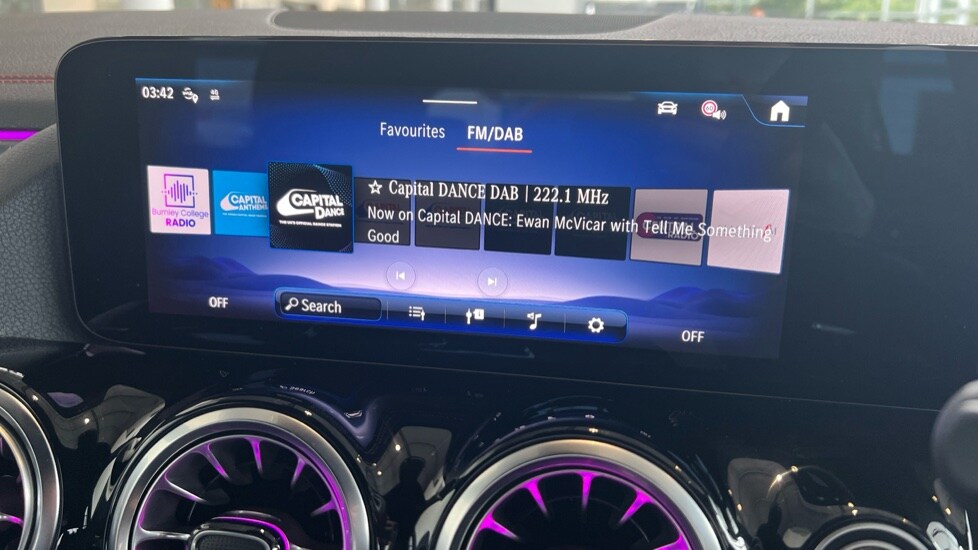 03:42
Favourites FM/DAB
Burnley College
RADIO
CAPITAL
CAPITAL
DANCE
☆ Capital DANCE DAB | 222.1 MHz
Now on Capital DANCE: Ewan McVicar with Tell Me Something
Good
OFF
Search
OFF